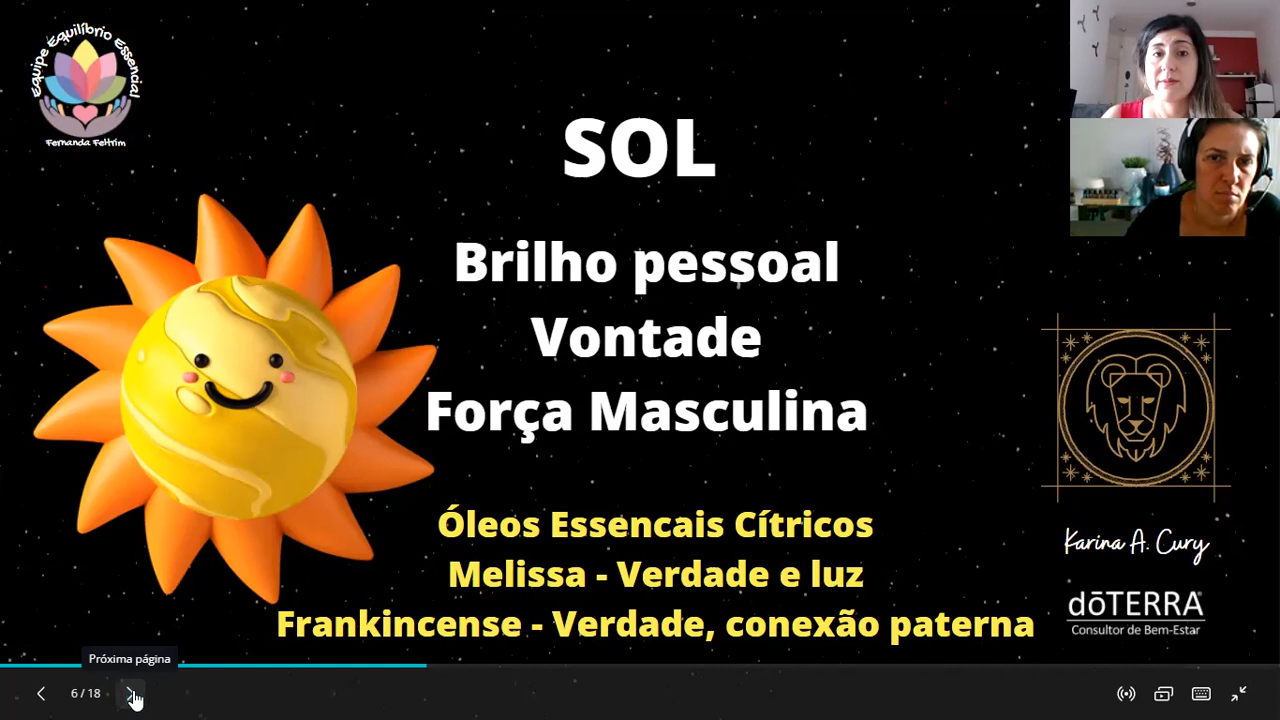 Equipe Equilíbrio Essencial
Fernanda Feltrim
SOL
Brilho pessoal
Vontade
Força Masculina
Óleos Essencais Cítricos
Melissa - Verdade e luz
Frankincense - Verdade, conexão paterna
Karina A. Cury
dōTERRA®
Consultor de Bem-Estar
Próxima página
6 / 18